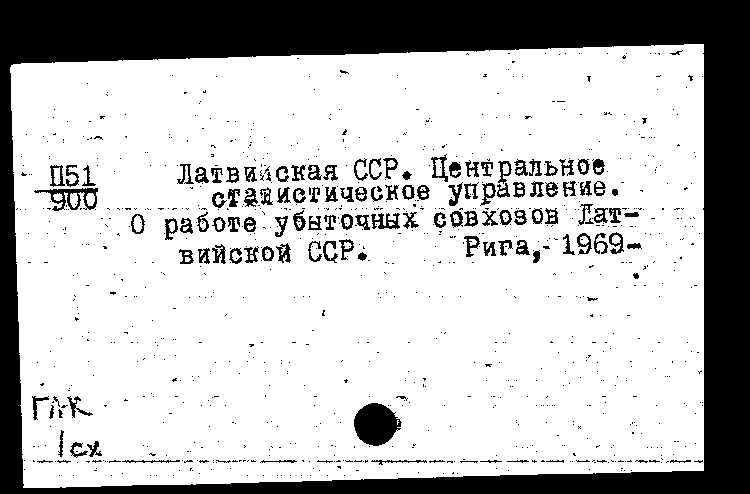 П51
900
Латвийская ССР. Центральное
статистическое управление.
О работе убыточных совхозов Лат-
вийской ССР. Рига, 1969-
ГАК
1сх